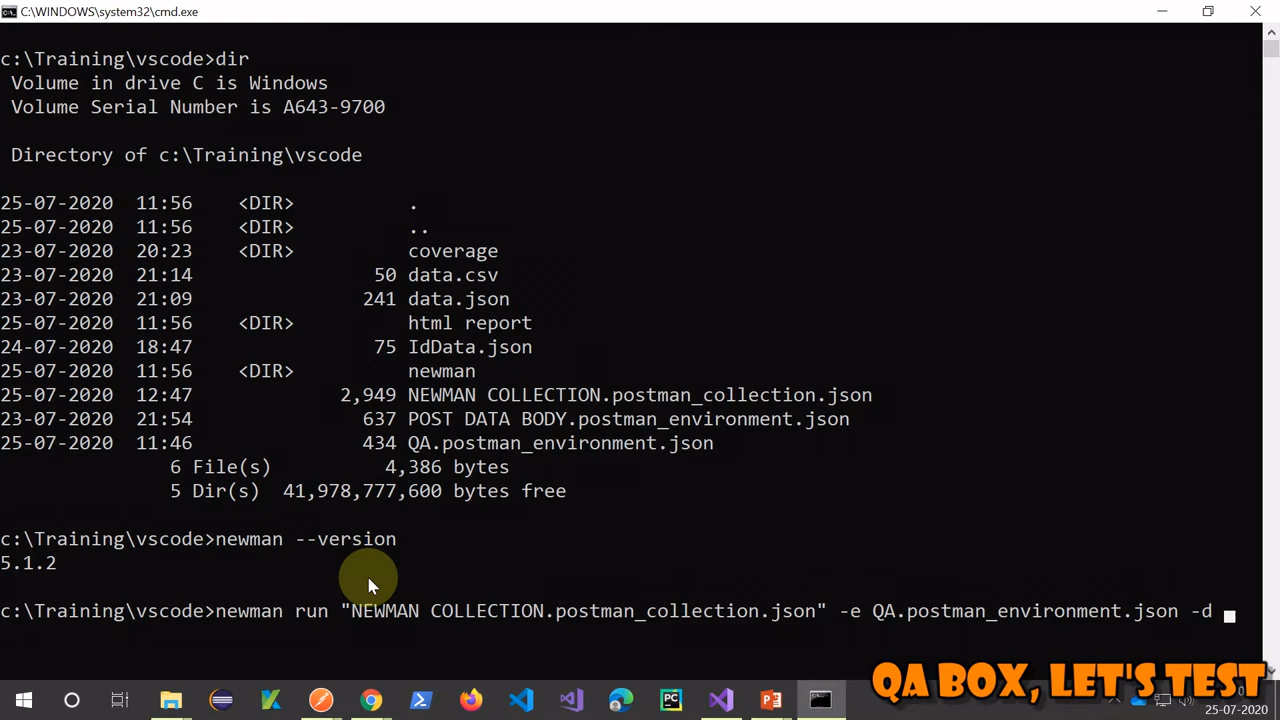 C:\WINDOWS\system32\cmd.exe
c:\Training\vscode>dir
Volume in drive C is Windows
Volume Serial Number is A643-9700
Directory of c:\Training\vscode
25-07-2020 11:56 <DIR> .
25-07-2020 11:56 <DIR> ..
23-07-2020 20:23 <DIR> coverage
23-07-2020 21:14 50 data.csv
23-07-2020 21:09 241 data.json
25-07-2020 11:56 <DIR> html report
24-07-2020 18:47 75 IdData.json
25-07-2020 11:56 <DIR> newman
25-07-2020 12:47 2,949 NEWMAN COLLECTION.postman_collection.json
23-07-2020 21:54 637 POST DATA BODY.postman_environment.json
25-07-2020 11:46 434 QA.postman_environment.json
6 File(s) 4,386 bytes
5 Dir(s) 41,978,777,600 bytes free
c:\Training\vscode>newman --version
5.1.2
c:\Training\vscode>newman run "NEWMAN COLLECTION.postman_collection.json" -e QA.postman_environment.json -d
QA BOX, LET'S TEST
25-07-2020